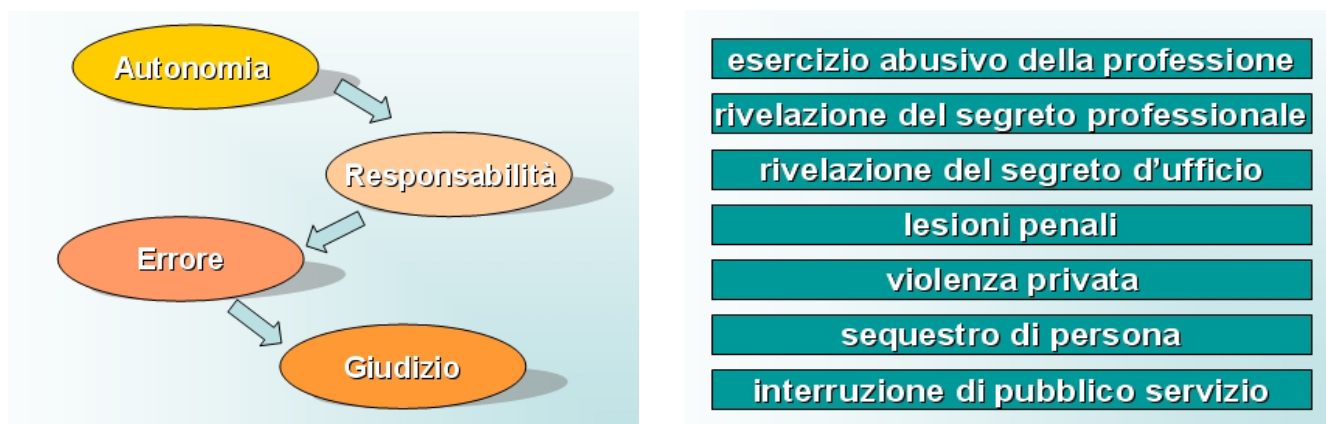 Autonomia
Responsabilità
Errore
Giudizio
esercizio abusivo della professione
rivelazione del segreto professionale
rivelazione del segreto d'ufficio
lesioni penali
violenza privata
sequestro di persona
interruzione di pubblico servizio